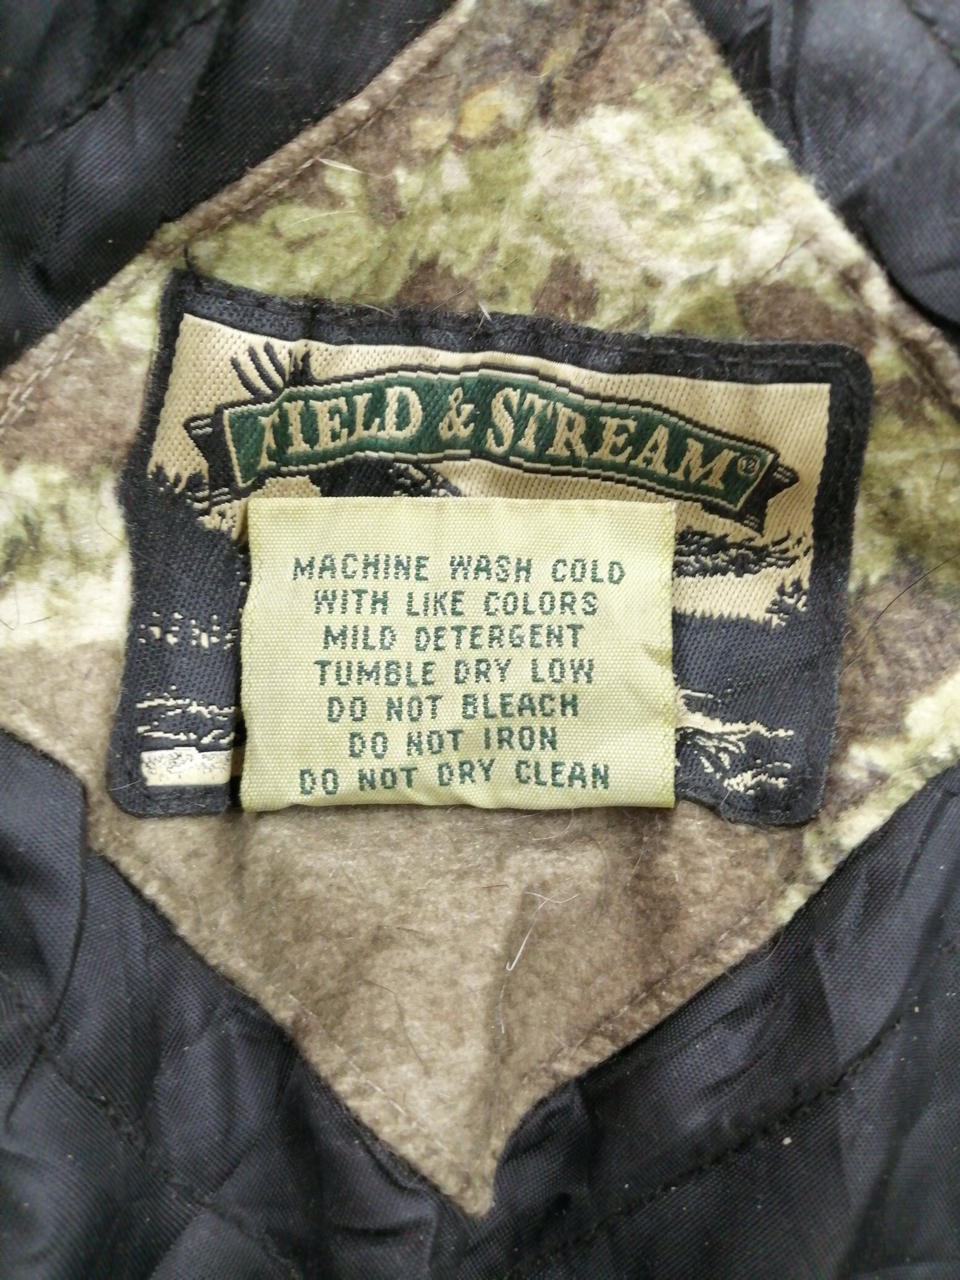 FIELD & STREAM®
MACHINE WASH COLD
WITH LIKE COLORS
MILD DETERGENT
TUMBLE DRY LOW
DO NOT BLEACH
DO NOT IRON
DO NOT DRY CLEAN